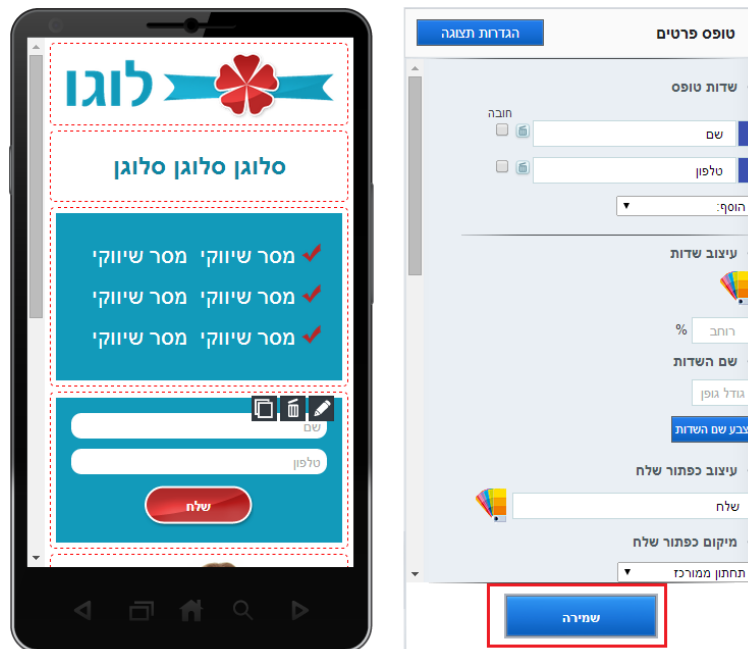 לוגו
סלוגן סלוגן סלוגן
מסר שיווקי מסר שיווקי
מסר שיווקי מסר שיווקי
מסר שיווקי מסר שיווקי
שם
טלפון
שלח
טופס פרטים
הגדרות תצוגה
שדות טופס
חובה
שם
טלפון
הוסף:
עיצוב שדות
רוחב %
שם השדות
גודל גופן
צבע שם השדות
עיצוב כפתור שלח
שלח
מיקום כפתור שלח
תחתון ממורכז
שמירה